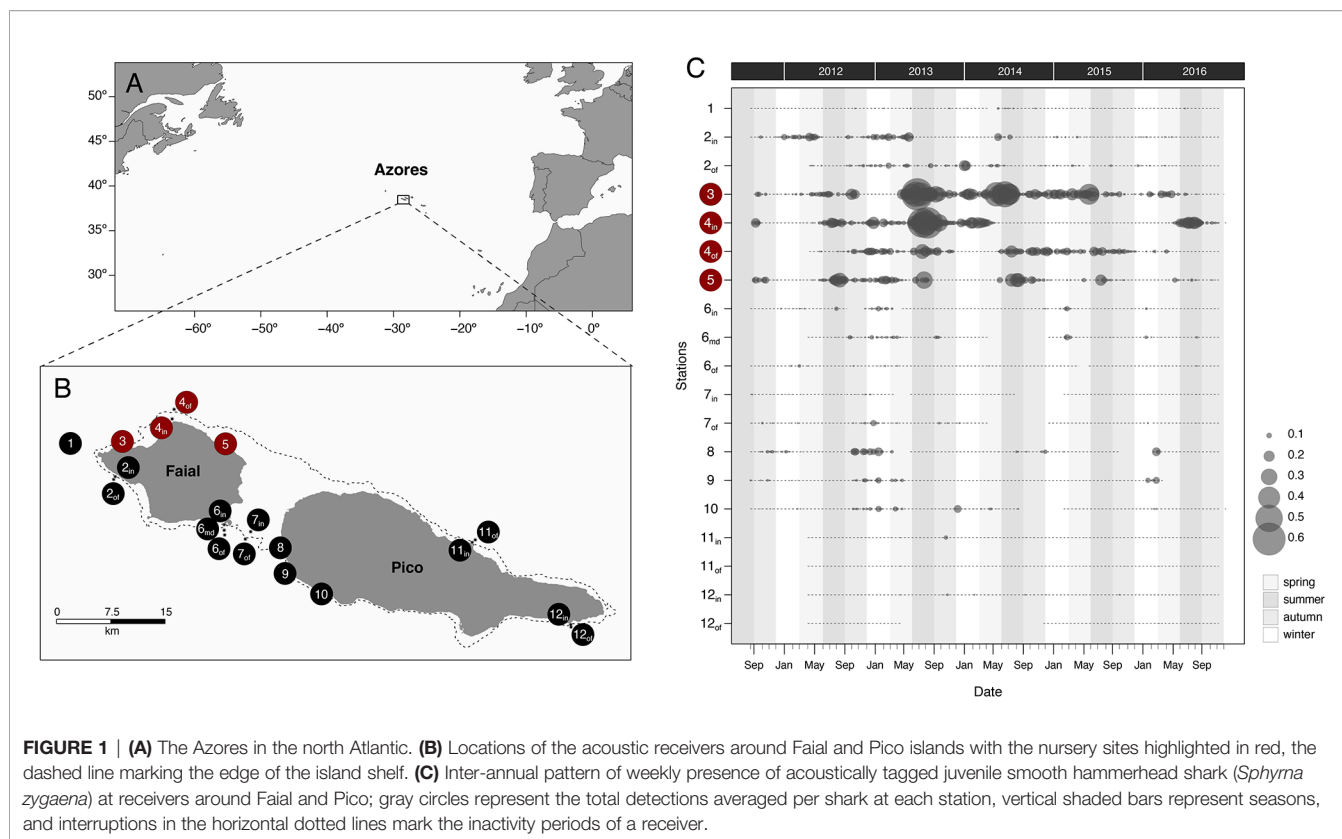 A
50°
45°
40°
35°
30°
Azores
−60°
−50°
−40°
−30°
−20°
−10°
0°
B
1
2in
2of
3
4in
4of
5
Faial
6in
6md
6of
7in
7of
8
9
10
Pico
11in
11of
12in
12of
0 7.5 15
km
C
2012 2013 2014 2015 2016
1
2in
2of
3
4in
4of
5
6in
6md
6of
7in
7of
8
9
10
11in
11of
12in
12of
Stations
Sep Jan May Sep Jan May Sep Jan May Sep Jan May Sep Jan May Sep
Date
0.1
0.2
0.3
0.4
0.5
0.6
spring
summer
autumn
winter
FIGURE 1 | (A) The Azores in the north Atlantic. (B) Locations of the acoustic receivers around Faial and Pico islands with the nursery sites highlighted in red, the
dashed line marking the edge of the island shelf. (C) Inter-annual pattern of weekly presence of acoustically tagged juvenile smooth hammerhead shark (Sphyrna
zygaena) at receivers around Faial and Pico; gray circles represent the total detections averaged per shark at each station, vertical shaded bars represent seasons,
and interruptions in the horizontal dotted lines mark the inactivity periods of a receiver.